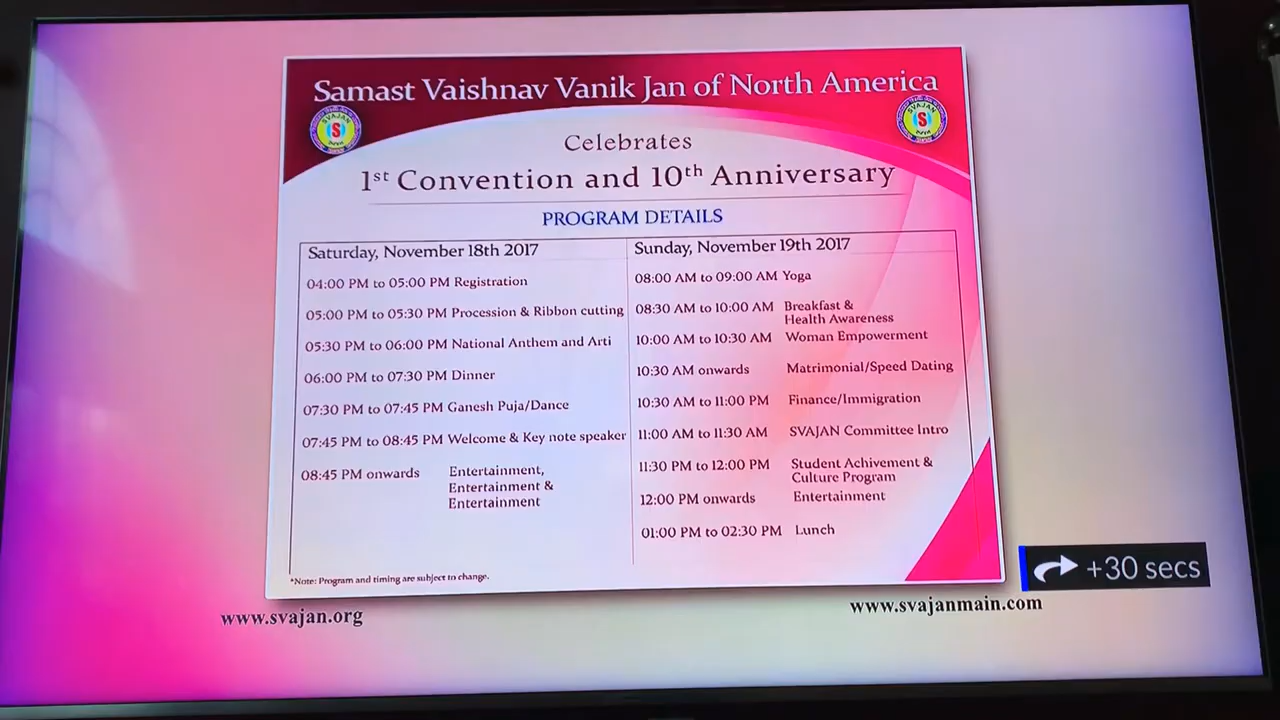 Samast Vaishnav Vanik Jan of North America
SVAJAN
S
SVAJAN
S
Celebrates
1st Convention and 10th Anniversary
PROGRAM DETAILS
Saturday, November 18th 2017
04:00 PM to 05:00 PM Registration
05:00 PM to 05:30 PM Procession & Ribbon cutting
05:30 PM to 06:00 PM National Anthem and Arti
06:00 PM to 07:30 PM Dinner
07:30 PM to 07:45 PM Ganesh Puja/Dance
07:45 PM to 08:45 PM Welcome & Key note speaker
08:45 PM onwards Entertainment,
Entertainment &
Entertainment
Sunday, November 19th 2017
08:00 AM to 09:00 AM Yoga
08:30 AM to 10:00 AM Breakfast &
Health Awareness
10:00 AM to 10:30 AM Woman Empowerment
10:30 AM onwards Matrimonial/Speed Dating
10:30 AM to 11:00 PM Finance/Immigration
11:00 AM to 11:30 AM SVAJAN Committee Intro
11:30 PM to 12:00 PM Student Achivement &
Culture Program
12:00 PM onwards Entertainment
01:00 PM to 02:30 PM Lunch
*Note: Program and timing are subject to change.
+30 secs
www.svajan.org
www.svajanmain.com